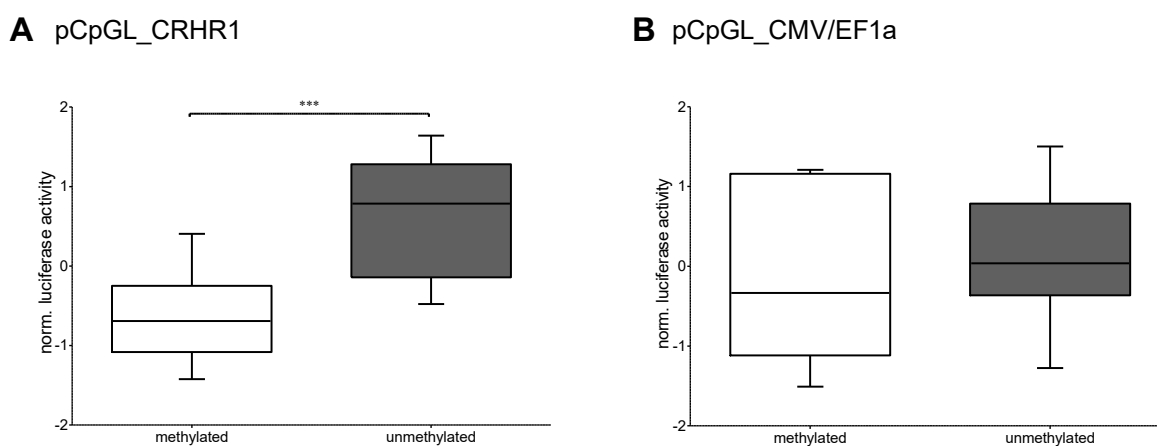 A pCpGL_CRHR1
B pCpGL_CMV/EF1a
norm. luciferase activity
2
1
0
-1
-2
***
methylated
unmethylated
norm. luciferase activity
2
1
0
-1
-2
methylated
unmethylated